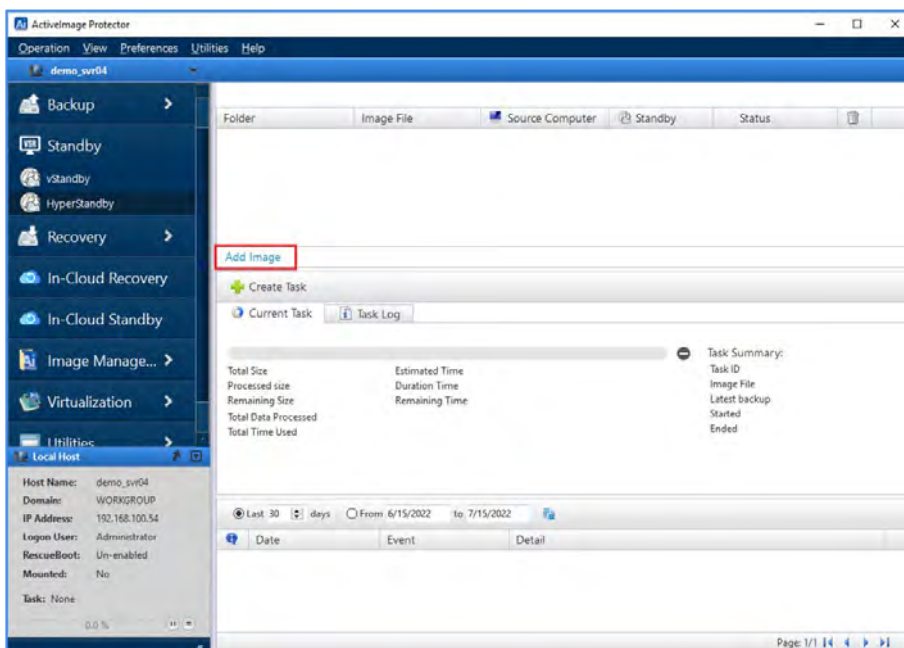 ActiveImage Protector
Operation View Preferences Utilities Help
demo_svr04
Backup
Standby
vStandby
HyperStandby
Recovery
In-Cloud Recovery
In-Cloud Standby
Image Manage...
Virtualization
Utilities
Local Host
Host Name: demo_svr04
Domain: WORKGROUP
IP Address: 192.168.100.54
Logon User: Administrator
RescueBoot: Un-enabled
Mounted: No
Task: None
0.0 %
Folder Image File Source Computer Standby Status
Add Image
Create Task
Current Task Task Log
Total Size Estimated Time
Processed size Duration Time
Remaining Size Remaining Time
Total Data Processed
Total Time Used
Task Summary:
Task ID
Image File
Latest backup
Started
Ended
Last 30 days From 6/15/2022 to 7/15/2022
Date Event Detail
Page: 1/1